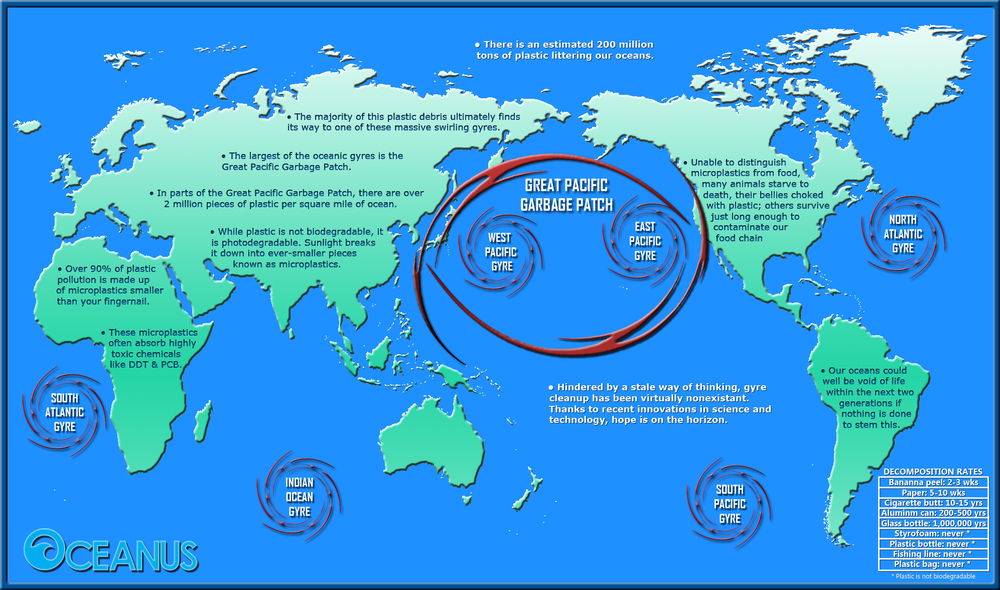 • There is an estimated 200 million
tons of plastic littering our oceans.
• The majority of this plastic debris ultimately finds
its way to one of these massive swirling gyres.
• The largest of the oceanic gyres is the
Great Pacific Garbage Patch.
• In parts of the Great Pacific Garbage Patch, there are over
2 million pieces of plastic per square mile of ocean.
• While plastic is not biodegradable, it
is photodegradable. Sunlight breaks
it down into ever-smaller pieces
known as microplastics.
• Over 90% of plastic
pollution is made up
of microplastics smaller
than your fingernail.
• These microplastics
often absorb highly
toxic chemicals
like DDT & PCB.
GREAT PACIFIC
GARBAGE PATCH
WEST
PACIFIC
GYRE
EAST
PACIFIC
GYRE
• Unable to distinguish
microplastics from food,
many animals starve to
death, their bellies choked
with plastic; others survive
just long enough to
contaminate our
food chain
NORTH
ATLANTIC
GYRE
SOUTH
ATLANTIC
GYRE
INDIAN
OCEAN
GYRE
• Hindered by a stale way of thinking, gyre
cleanup has been virtually nonexistant.
Thanks to recent innovations in science and
technology, hope is on the horizon.
SOUTH
PACIFIC
GYRE
• Our oceans could
well be void of life
within the next two
generations if
nothing is done
to stem this.
DECOMPOSITION RATES
Bananna peel: 2-3 wks
Paper: 5-10 wks
Cigarette butt: 10-15 yrs
Aluminm can: 200-500 yrs
Glass bottle: 1,000,000 yrs
Styrofoam: never *
Plastic bottle: never *
Fishing line: never *
Plastic bag: never *
* Plastic is not biodegradable
OCEANUS